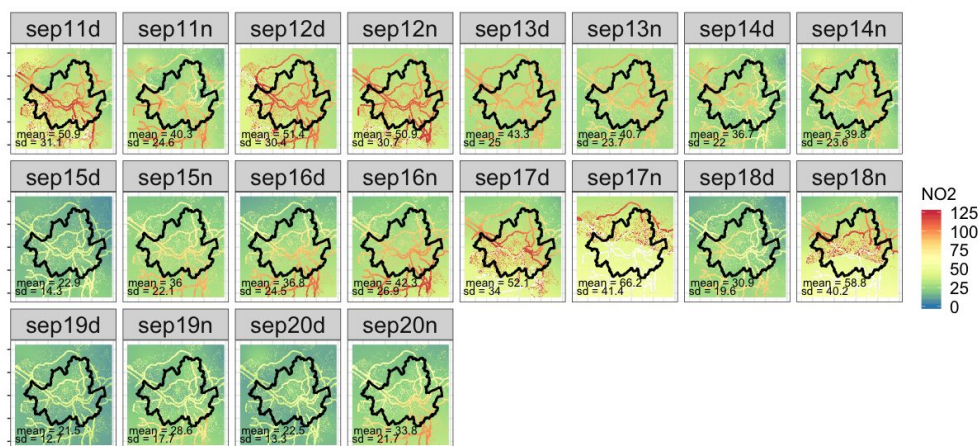 sep11d sep11n sep12d sep12n sep13d sep13n sep14d sep14n
mean = 50.9 mean = 40.3 mean = 51.4 mean = 50.9 mean = 43.3 mean = 40.7 mean = 36.7 mean = 39.8
sd = 31.1 sd = 24.6 sd = 30.4 sd = 30.7 sd = 25 sd = 23.7 sd = 22 sd = 23.6
sep15d sep15n sep16d sep16n sep17d sep17n sep18d sep18n
mean = 22.9 mean = 36 mean = 36.8 mean = 42.3 mean = 52.1 mean = 66.2 mean = 30.9 mean = 58.8
sd = 14.3 sd = 22.1 sd = 24.5 sd = 26.9 sd = 34 sd = 41.4 sd = 19.6 sd = 40.2
NO2
125
100
75
50
25
0
sep19d sep19n sep20d sep20n
mean = 21.5 mean = 28.6 mean = 22.5 mean = 33.8
sd = 12.7 sd = 17.7 sd = 13.3 sd = 21.7